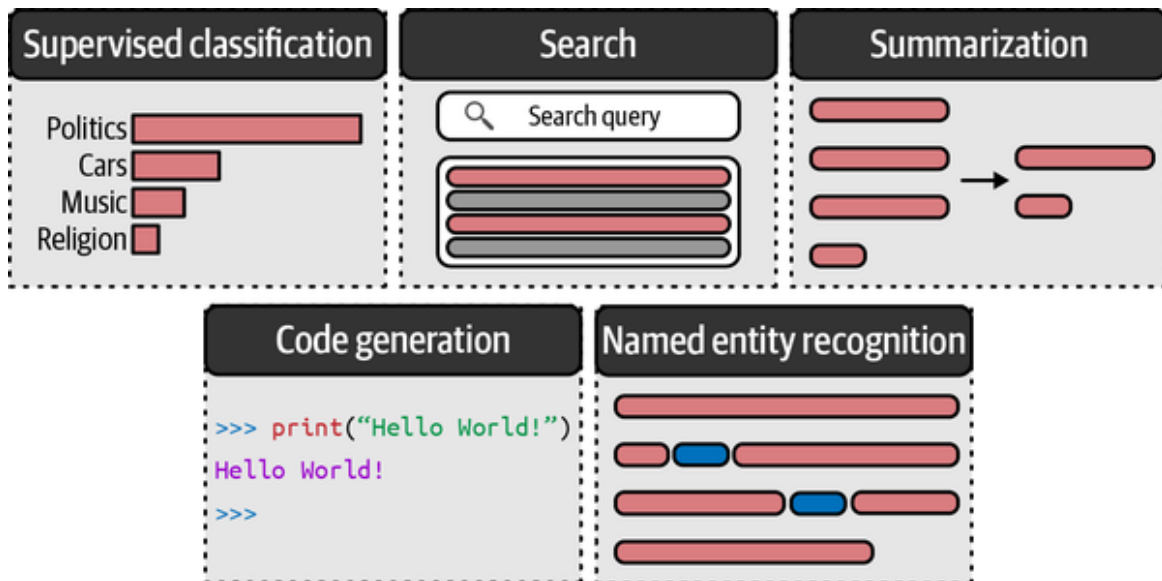 Supervised classification
Politics
Cars
Music
Religion
Search
Search query
Summarization
Code generation
>>> print(“Hello World!”)
Hello World!
>>>
Named entity recognition